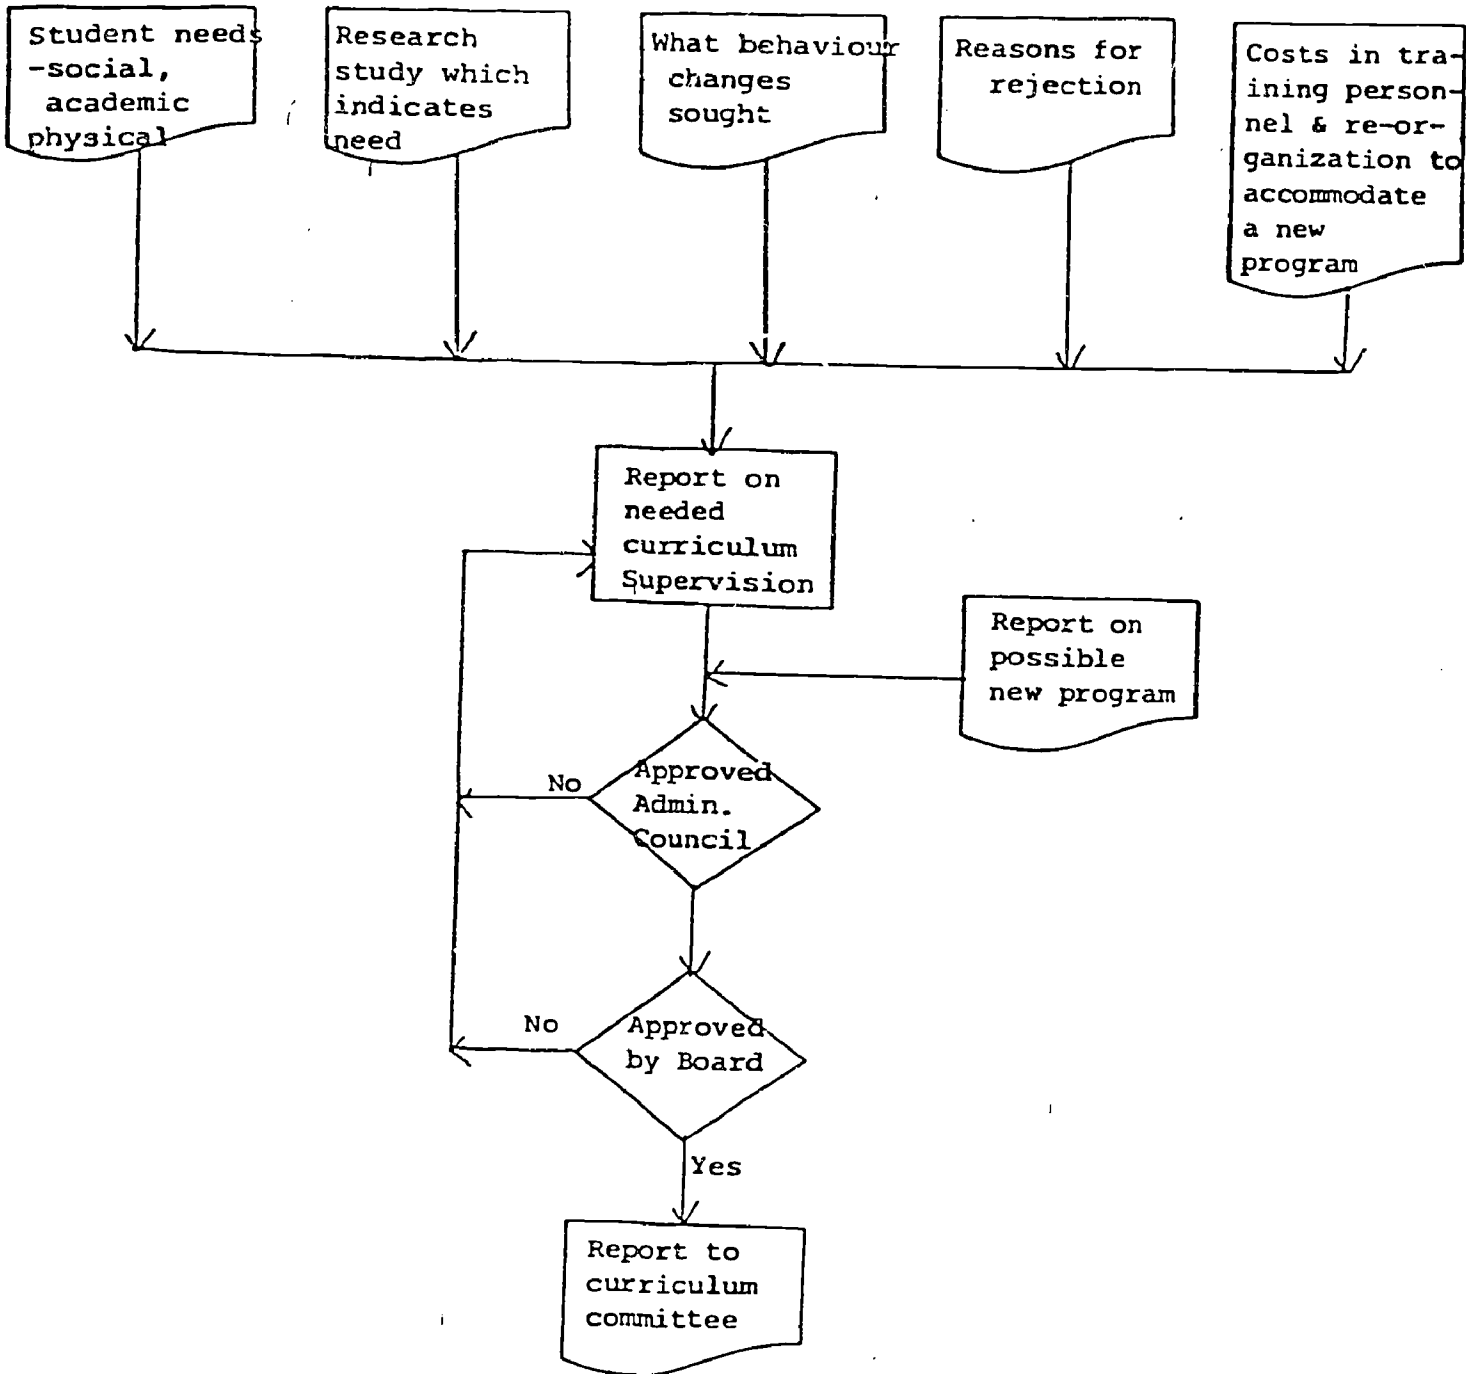 Student needs
-social,
academic
physical
Research
study which
indicates
need
What behaviour
changes
sought
Reasons for
rejection
Costs in tra-
ining person-
nel & re-or-
ganization to
accommodate
a new
program
Report on
needed
curriculum
Supervision
Report on
possible
new program
No
Approved
Admin.
Council
No
Approved
by Board
Yes
Report to
curriculum
committee